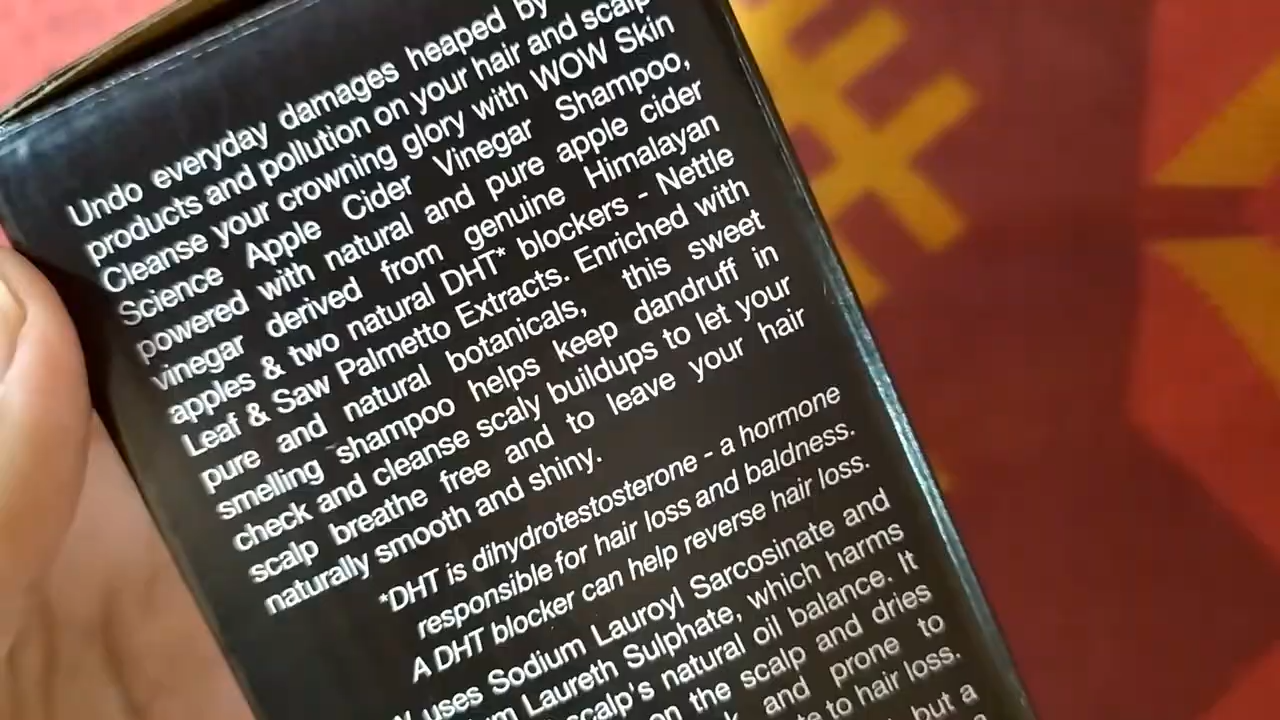 Undo everyday damages heaped by
products and pollution on your hair and scalp
Cleanse your crowning glory with WOW Skin
Science Apple Cider Vinegar Shampoo,
powered with natural and pure apple cider
vinegar derived from genuine Himalayan
apples & two natural DHT* blockers - Nettle
Leaf & Saw Palmetto Extracts. Enriched with
pure and natural botanicals, this sweet
smelling shampoo helps keep dandruff in
check and cleanse scaly buildups to let your
scalp breathe free and to leave your hair
naturally smooth and shiny.
*DHT is dihydrotestosterone - a hormone
responsible for hair loss and baldness.
A DHT blocker can help reverse hair loss.
uses Sodium Lauroyl Sarcosinate and
Laureth Sulphate, which harms
scalp's natural oil balance. It
on the scalp and dries
and prone to
to hair loss.
but a